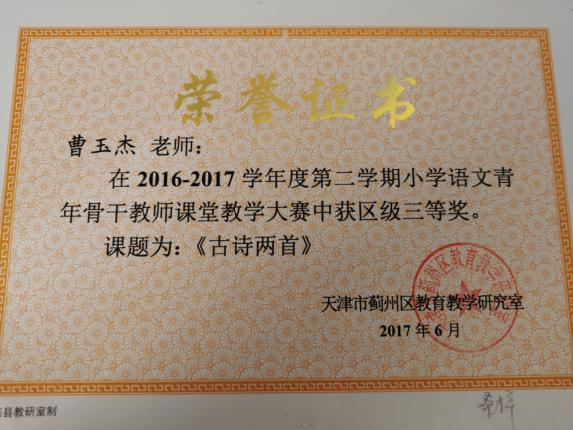 荣誉证书
曹玉杰 老师：
在 2016-2017 学年度第二学期小学语文青
年骨干教师课堂教学大赛中获区级三等奖。
课题为：《古诗两首》
天津市蓟州区教育教学研究室
2017 年 6 月
县教研室制